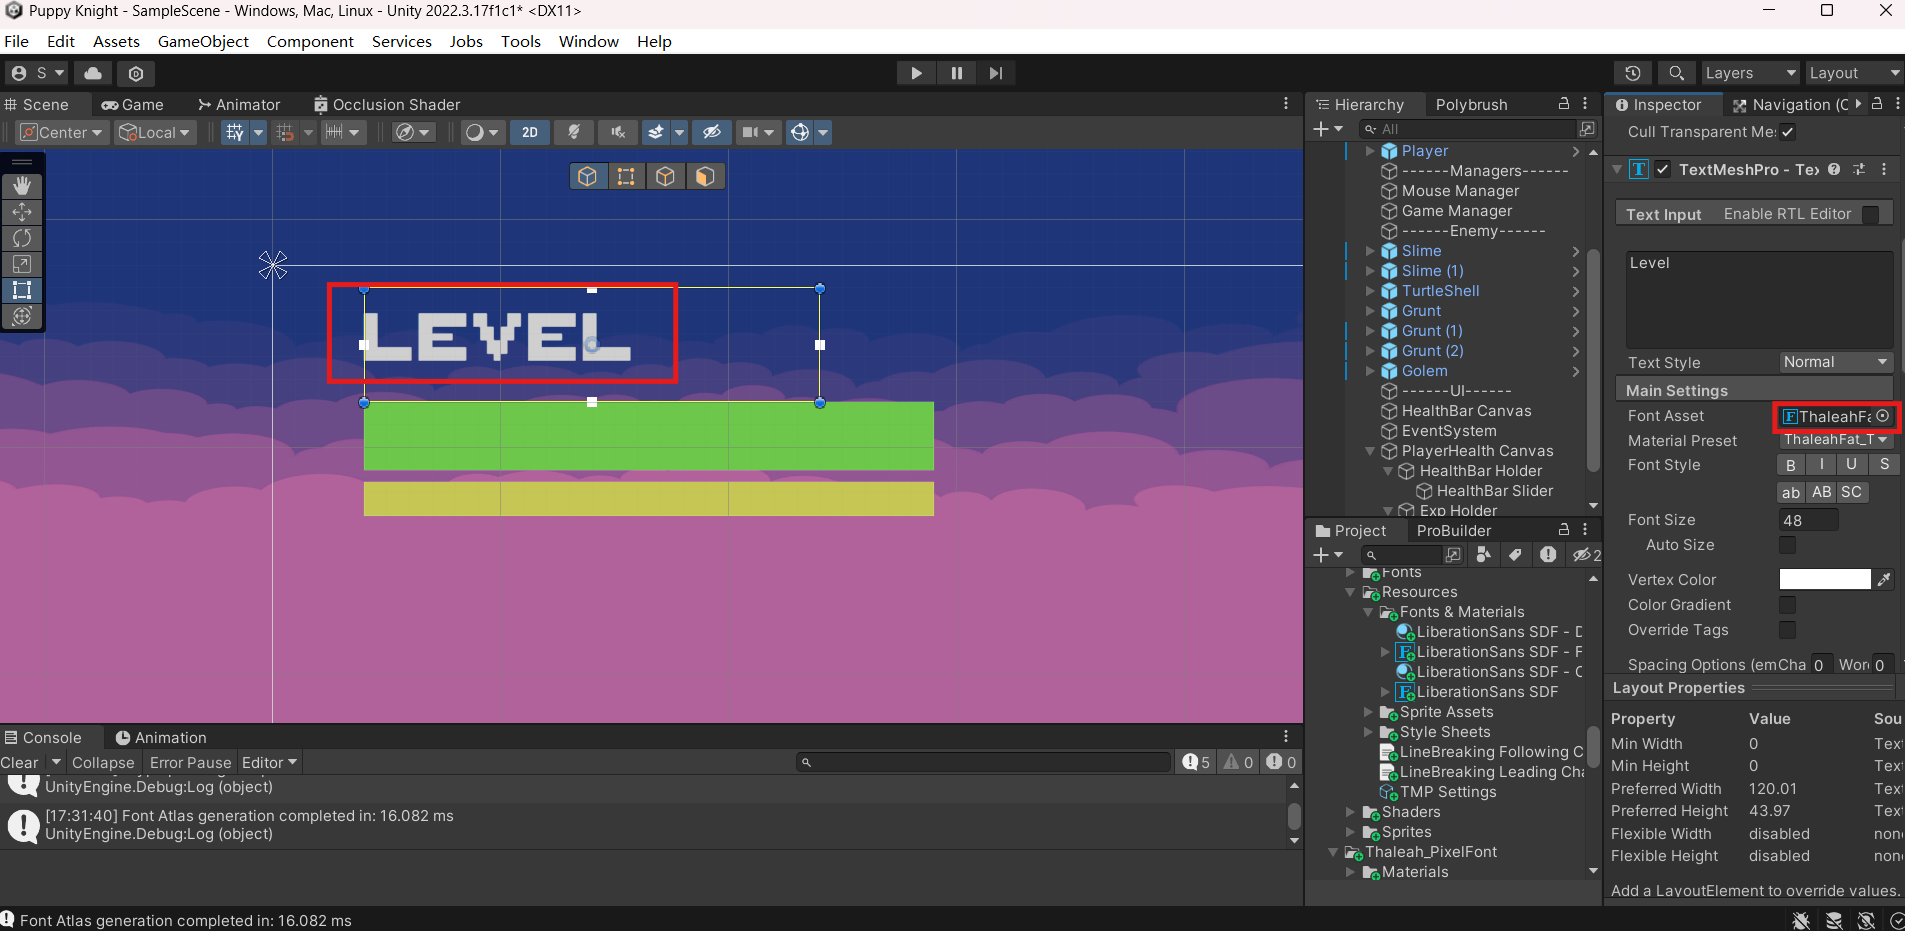 Puppy Knight - SampleScene - Windows, Mac, Linux - Unity 2022.3.17f1c1* <DX11>
File Edit Assets GameObject Component Services Jobs Tools Window Help
S
Layers
Layout
Scene
Game
Animator
Occlusion Shader
Center
Local
2D
LEVEL
Hierarchy
Polybrush
All
Player
------Managers------
Mouse Manager
Game Manager
------Enemy------
Slime
Slime (1)
TurtleShell
Grunt
Grunt (1)
Grunt (2)
Golem
------UI------
HealthBar Canvas
EventSystem
PlayerHealth Canvas
HealthBar Holder
HealthBar Slider
Exp Holder
Project
ProBuilder
2
Fonts
Resources
Fonts & Materials
LiberationSans SDF - D
LiberationSans SDF - F
LiberationSans SDF - C
LiberationSans SDF
Sprite Assets
Style Sheets
LineBreaking Following C
LineBreaking Leading Cha
TMP Settings
Shaders
Sprites
Thaleah_PixelFont
Materials
Inspector
Navigation (C
Cull Transparent Me
TextMeshPro - Tex
Text Input Enable RTL Editor
Level
Text Style Normal
Main Settings
Font Asset ThaleahFa
Material Preset ThaleahFat_T
Font Style B I U S
ab AB SC
Font Size 48
Auto Size
Vertex Color
Color Gradient
Override Tags
Spacing Options (em Cha 0 Wor 0
Layout Properties
Property Value Sou
Min Width 0 Tex
Min Height 0 Tex
Preferred Width 120.01 Tex
Preferred Height 43.97 Tex
Flexible Width disabled non
Flexible Height disabled non
Add a LayoutElement to override values.
Console
Animation
Clear Collapse Error Pause Editor
5 0 0
UnityEngine.Debug:Log (object)
[17:31:40] Font Atlas generation completed in: 16.082 ms
UnityEngine.Debug:Log (object)
Font Atlas generation completed in: 16.082 ms